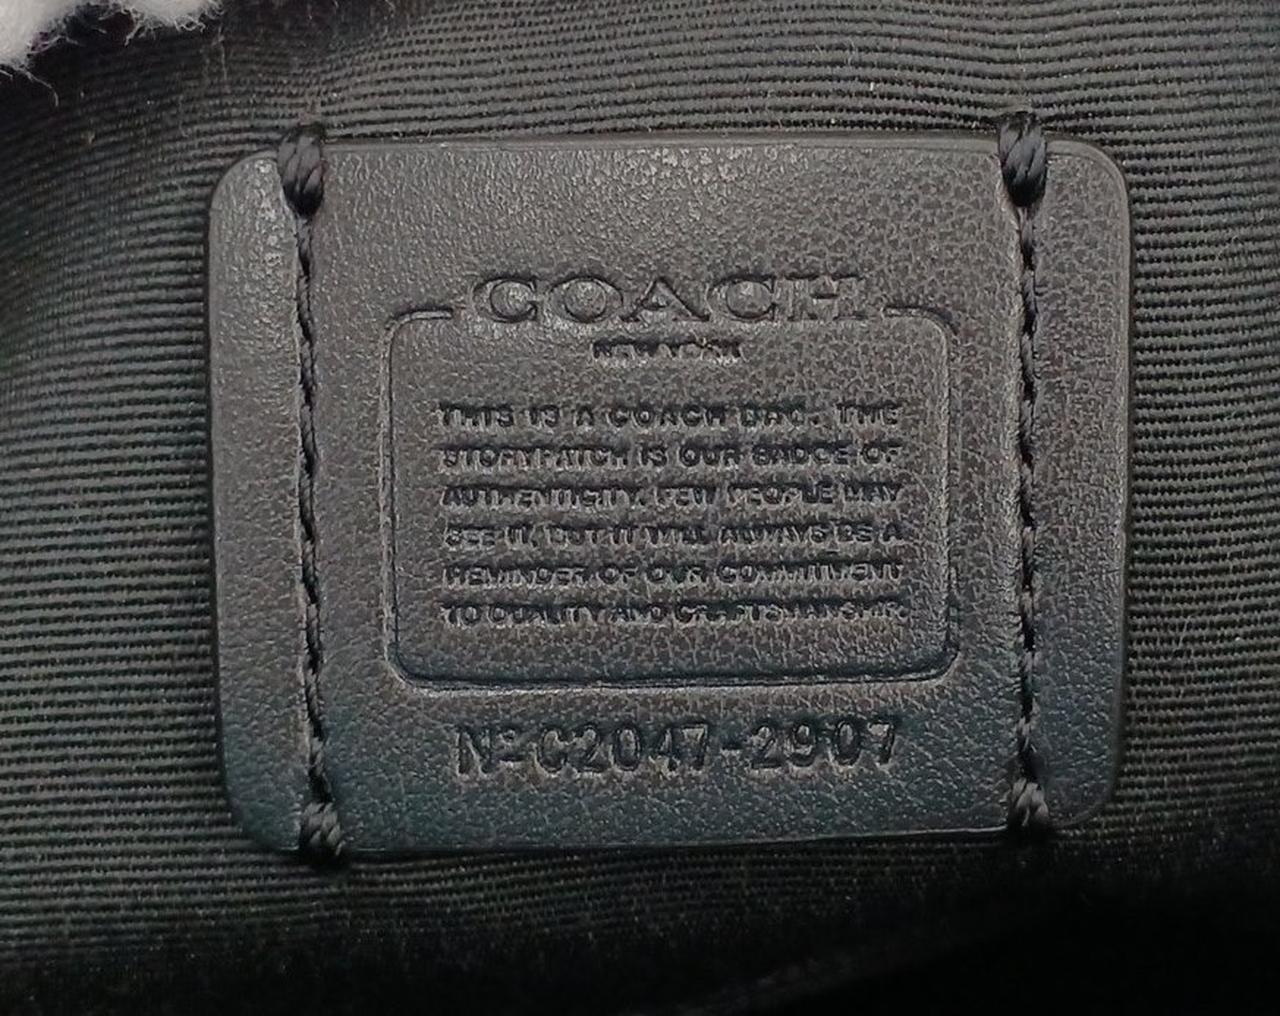 COACH
NEW YORK
THIS IS A COACH BAG. THE
STORYPATCH IS OUR BADGE OF
AUTHENTICITY. FEW PEOPLE MAY
SEE IT, BUT IT WILL ALWAYS BE A
REMINDER OF OUR COMMITMENT
TO QUALITY AND CRAFTSMANSHIP.
Nº C2047-2907